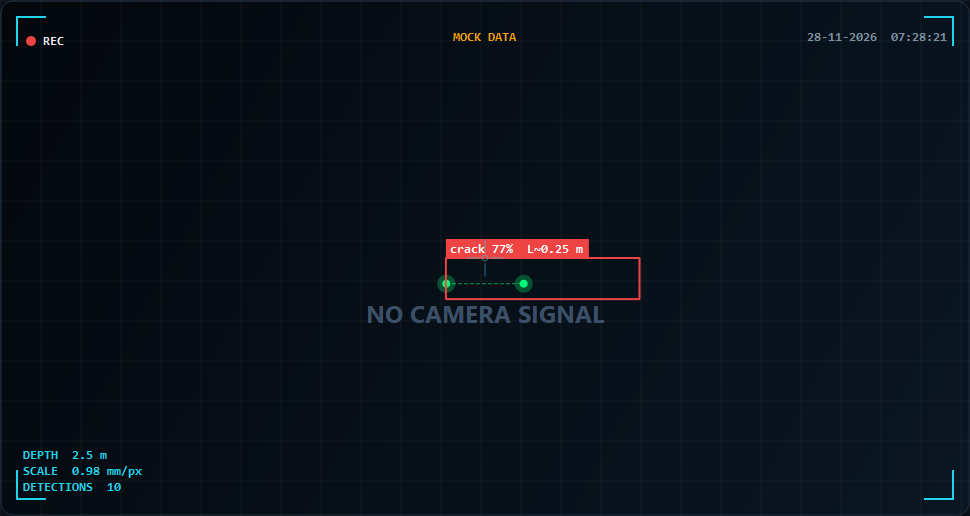 REC
MOCK DATA
28-11-2026 07:28:21
crack 77% L~0.25 m
NO CAMERA SIGNAL
DEPTH 2.5 m
SCALE 0.98 mm/px
DETECTIONS 10